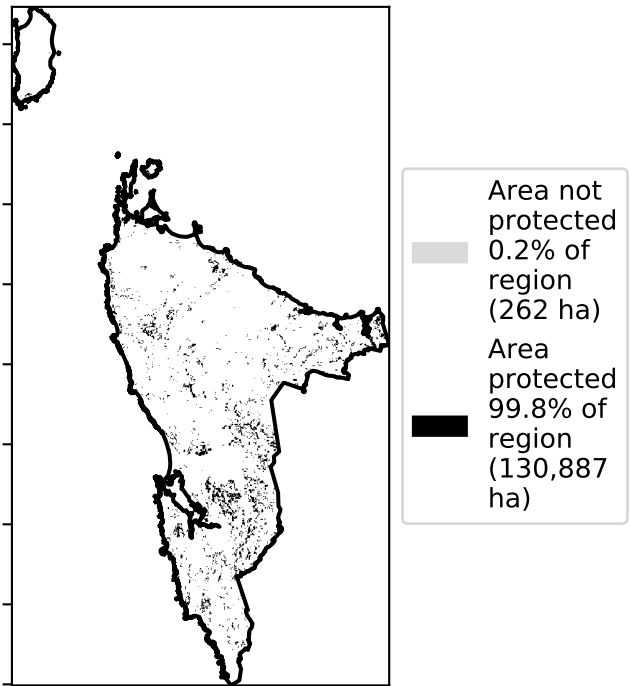 Area not
protected
0.2% of
region
(262 ha)
Area
protected
99.8% of
region
(130,887
ha)